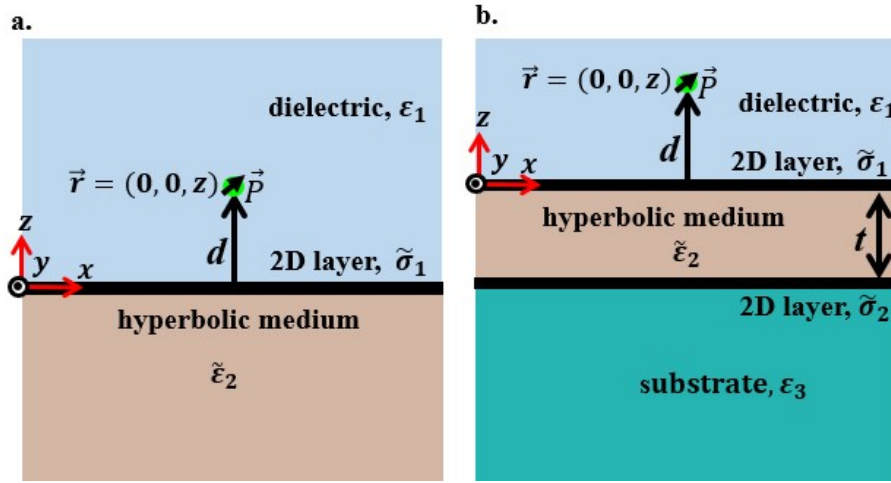 a.
dielectric, ε₁
r⃗ = (0, 0, z)
P⃗
z
d
y
x
2D layer, σ̃₁
hyperbolic medium
ε̃₂
b.
r⃗ = (0, 0, z)
P⃗
dielectric, ε₁
z
d
y
x
2D layer, σ̃₁
hyperbolic medium
t
ε̃₂
2D layer, σ̃₂
substrate, ε₃